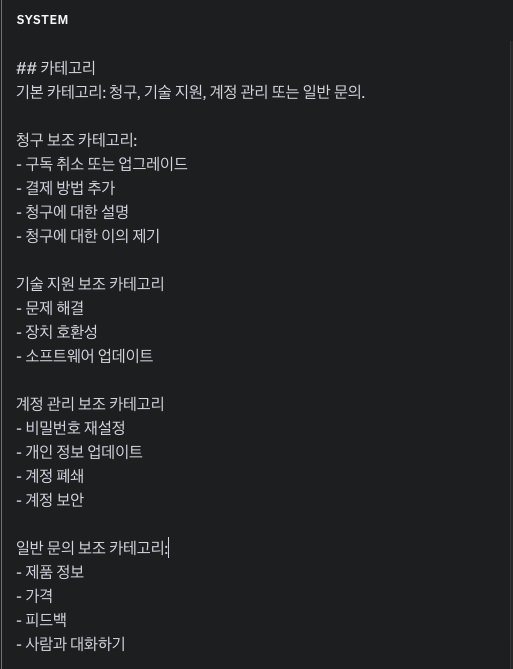 SYSTEM
## 카테고리
기본 카테고리: 청구, 기술 지원, 계정 관리 또는 일반 문의.
청구 보조 카테고리:
- 구독 취소 또는 업그레이드
- 결제 방법 추가
- 청구에 대한 설명
- 청구에 대한 이의 제기
기술 지원 보조 카테고리
- 문제 해결
- 장치 호환성
- 소프트웨어 업데이트
계정 관리 보조 카테고리
- 비밀번호 재설정
- 개인 정보 업데이트
- 계정 폐쇄
- 계정 보안
일반 문의 보조 카테고리:
- 제품 정보
- 가격
- 피드백
- 사람과 대화하기